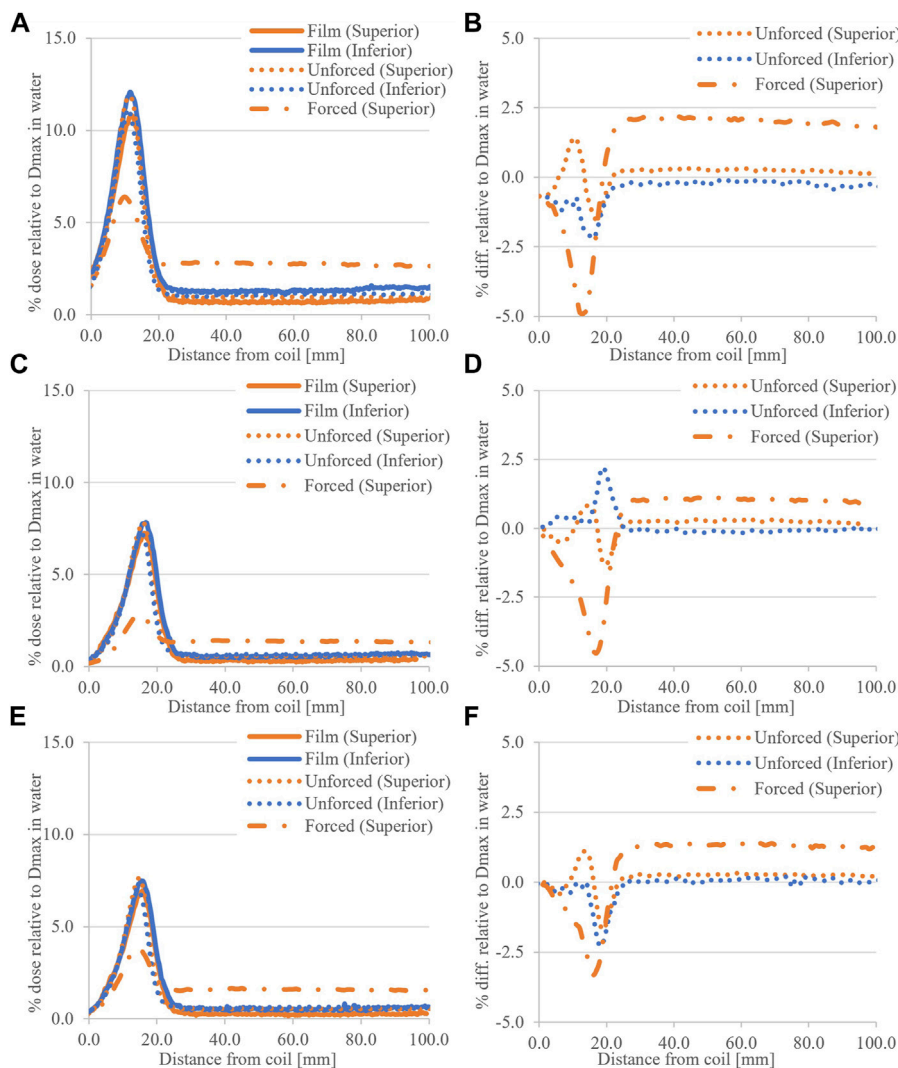 A
15.0
10.0
5.0
0.0
0.0 20.0 40.0 60.0 80.0 100.0
% dose relative to Dmax in water
Distance from coil [mm]
Film (Superior)
Film (Inferior)
Unforced (Superior)
Unforced (Inferior)
Forced (Superior)
B
5.0
2.5
0.0
-2.5
-5.0
0.0 20.0 40.0 60.0 80.0 100.0
% diff. relative to Dmax in water
Distance from coil [mm]
Unforced (Superior)
Unforced (Inferior)
Forced (Superior)
C
15.0
10.0
5.0
0.0
0.0 20.0 40.0 60.0 80.0 100.0
% dose relative to Dmax in water
Distance from coil [mm]
Film (Superior)
Film (Inferior)
Unforced (Superior)
Unforced (Inferior)
Forced (Superior)
D
5.0
2.5
0.0
-2.5
-5.0
0.0 20.0 40.0 60.0 80.0 100.0
% diff. relative to Dmax in water
Distance from coil [mm]
Unforced (Superior)
Unforced (Inferior)
Forced (Superior)
E
15.0
10.0
5.0
0.0
0.0 20.0 40.0 60.0 80.0 100.0
% dose relative to Dmax in water
Distance from coil [mm]
Film (Superior)
Film (Inferior)
Unforced (Superior)
Unforced (Inferior)
Forced (Superior)
F
5.0
2.5
0.0
-2.5
-5.0
0.0 20.0 40.0 60.0 80.0 100.0
% diff. relative to Dmax in water
Distance from coil [mm]
Unforced (Superior)
Unforced (Inferior)
Forced (Superior)